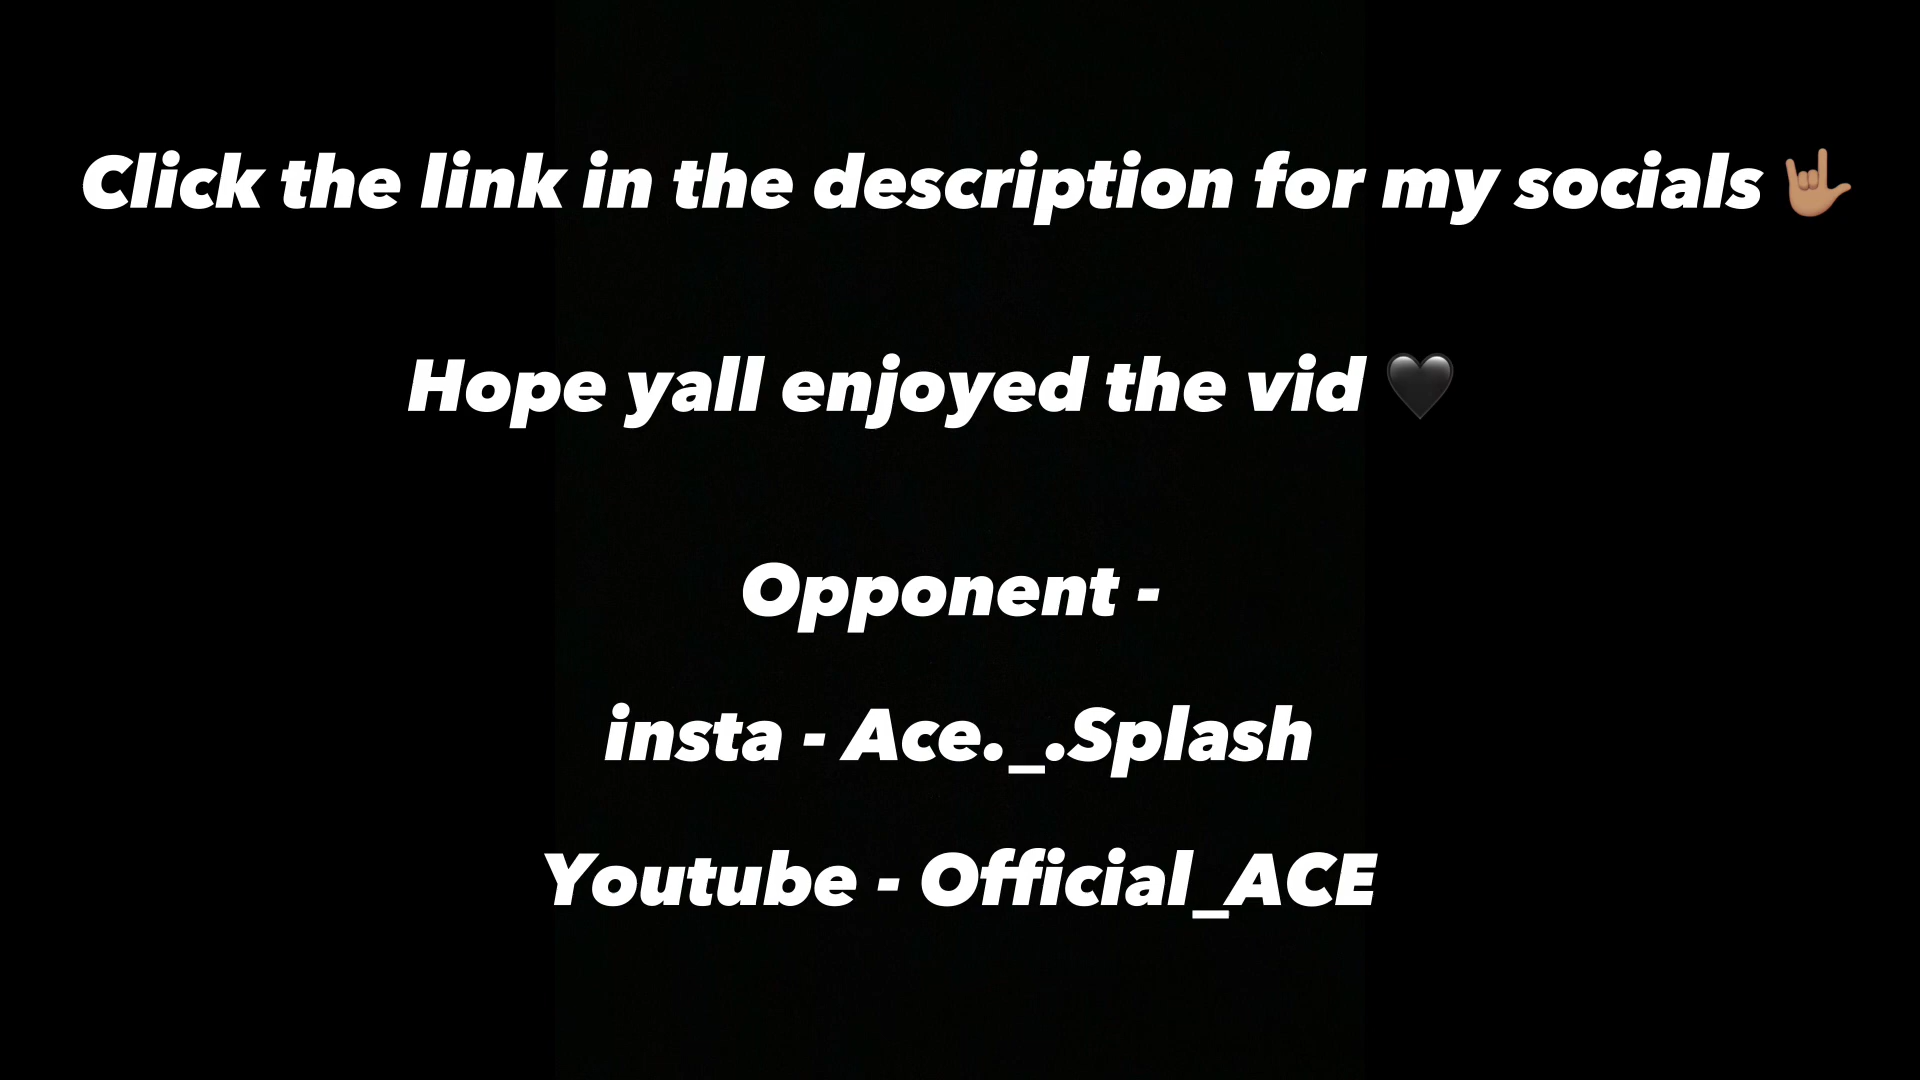 Click the link in the description for my socials 🤟🏽
Hope yall enjoyed the vid 🖤
Opponent -
insta - Ace._.Splash
Youtube - Official_ACE